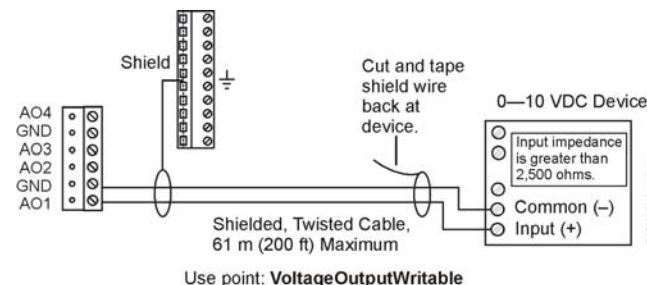 Shield
Cut and tape
shield wire
back at
device.
0—10 VDC Device
Input impedance
is greater than
2,500 ohms.
AO4
GND
AO3
AO2
GND
AO1
Common (–)
Input (+)
Shielded, Twisted Cable,
61 m (200 ft) Maximum
Use point: VoltageOutputWritable